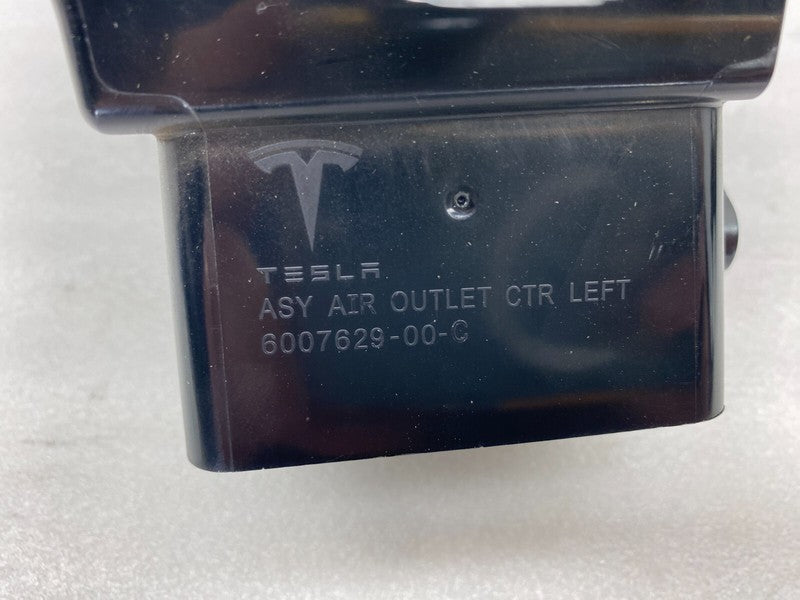 TESLA
ASY AIR OUTLET CTR LEFT
6007629-00-C